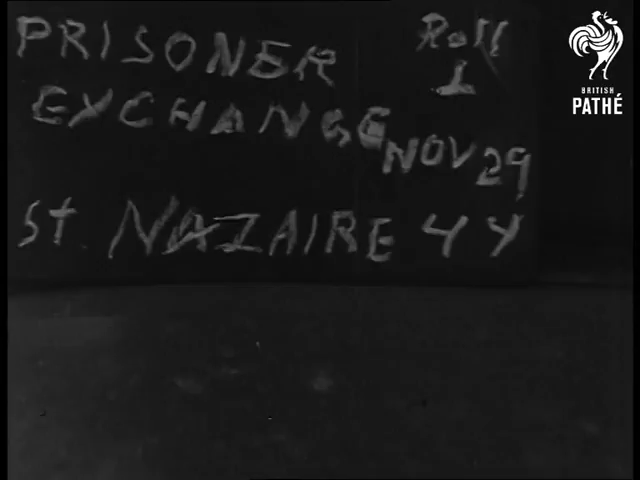 PRISONER Roll
1
EXCHANGE NOV 29
St. NAZAIRE 44
BRITISH
PATHÉ